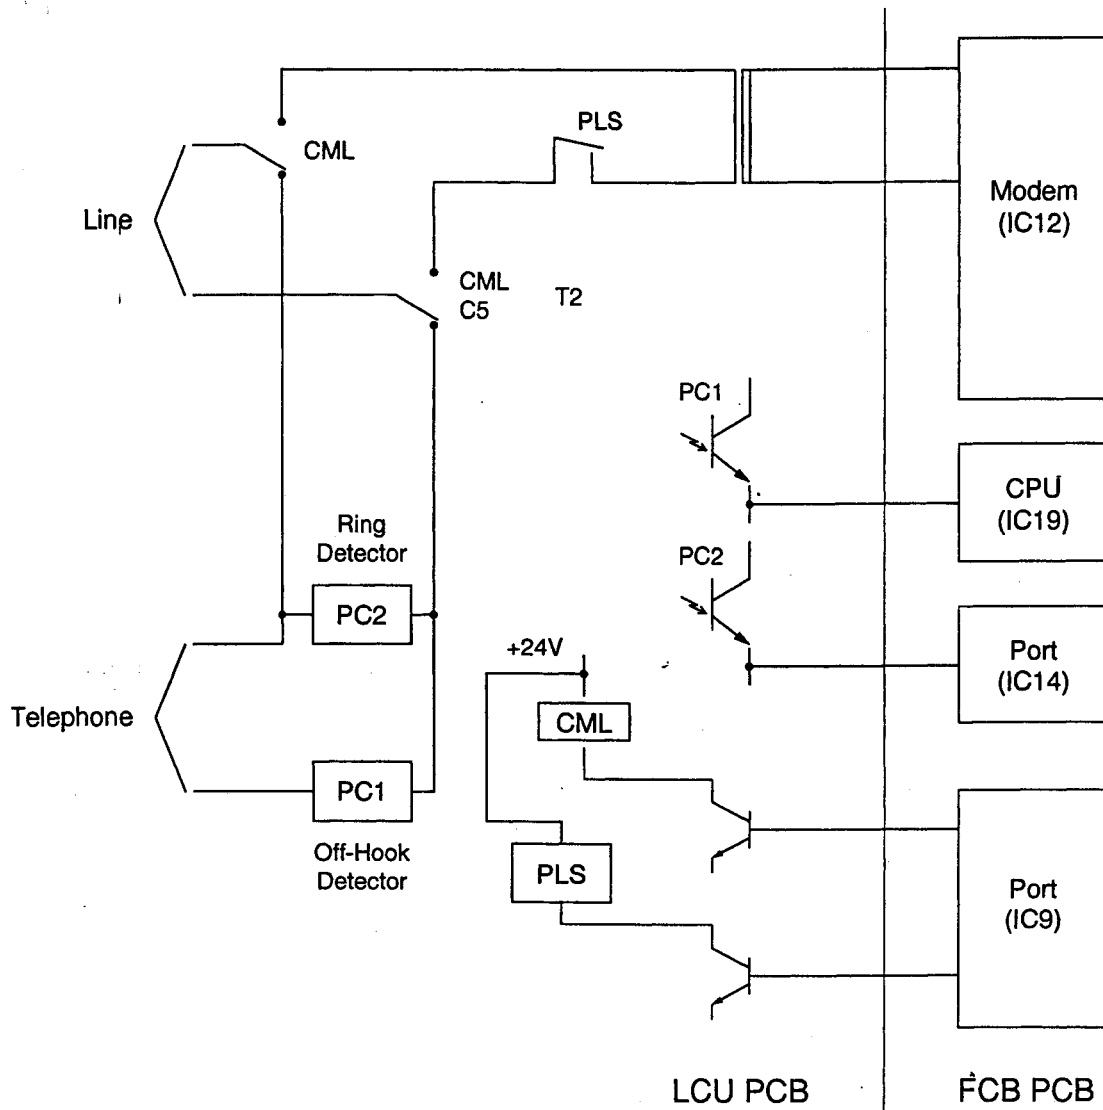 PLS
CML
Modem
(IC12)
Line
CML
C5
T2
PC1
CPU
(IC19)
Ring
Detector
PC2
PC2
+24V
Port
(IC14)
Telephone
CML
PC1
Off-Hook
Detector
PLS
Port
(IC9)
LCU PCB
FCB PCB